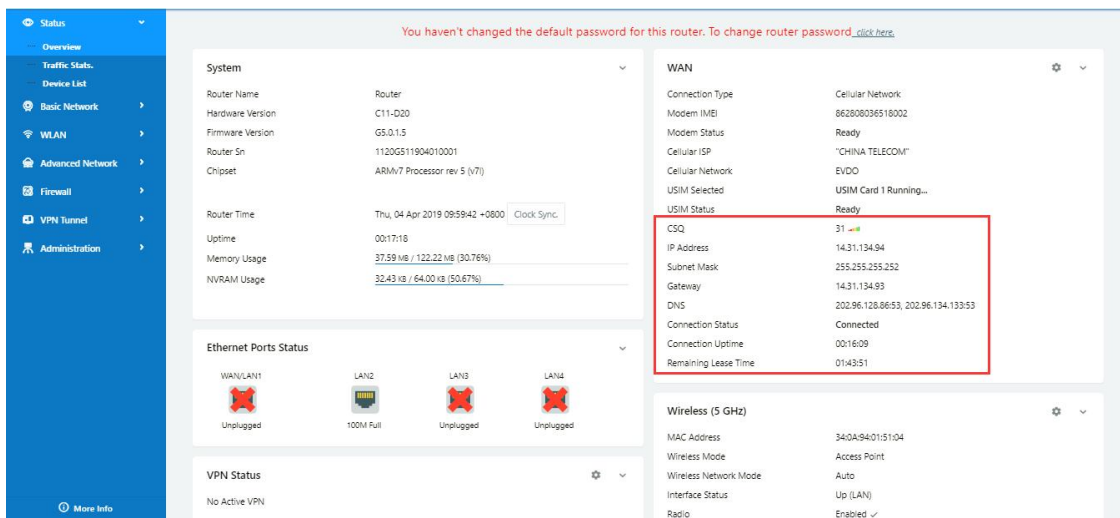 Status
Overview
Traffic Stats.
Device List
Basic Network
WLAN
Advanced Network
Firewall
VPN Tunnel
Administration
More Info
You haven't changed the default password for this router. To change router password click here.
System
Router Name Router
Hardware Version C11-D20
Firmware Version G5.0.1.5
Router Sn 1120G511904010001
Chipset ARMv7 Processor rev 5 (v7l)
Router Time Thu, 04 Apr 2019 09:59:42 +0800 Clock Sync.
Uptime 00:17:18
Memory Usage 37.59 MB / 122.22 MB (30.76%)
NVRAM Usage 32.43 KB / 64.00 KB (50.67%)
Ethernet Ports Status
WAN/LAN1 LAN2 LAN3 LAN4
Unplugged 100M Full Unplugged Unplugged
VPN Status
No Active VPN
WAN
Connection Type Cellular Network
Modem IMEI 862808036518002
Modem Status Ready
Cellular ISP "CHINA TELECOM"
Cellular Network EVDO
USIM Selected USIM Card 1 Running...
USIM Status Ready
CSQ 31
IP Address 14.31.134.94
Subnet Mask 255.255.255.252
Gateway 14.31.134.93
DNS 202.96.128.86:53, 202.96.134.133:53
Connection Status Connected
Connection Uptime 00:16:09
Remaining Lease Time 01:43:51
Wireless (5 GHz)
MAC Address 34:0A:94:01:51:04
Wireless Mode Access Point
Wireless Network Mode Auto
Interface Status Up (LAN)
Radio Enabled ✓